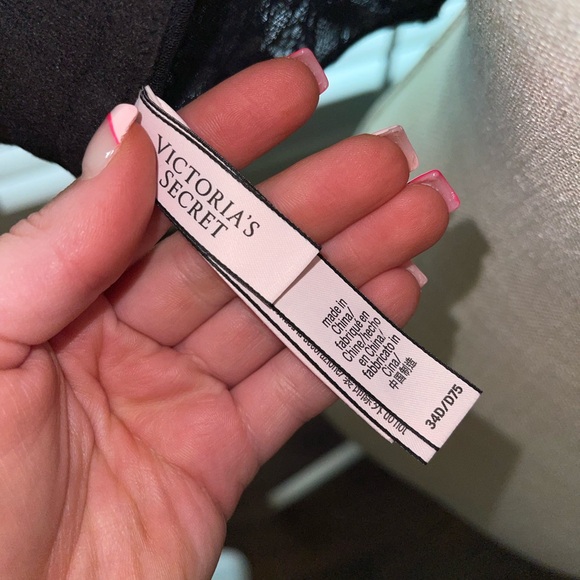 VICTORIA'S
SECRET
made in
China/
fabriqué en
Chine/hecho
en China/
fabbricato in
Cina/
中国制造
34D/D75